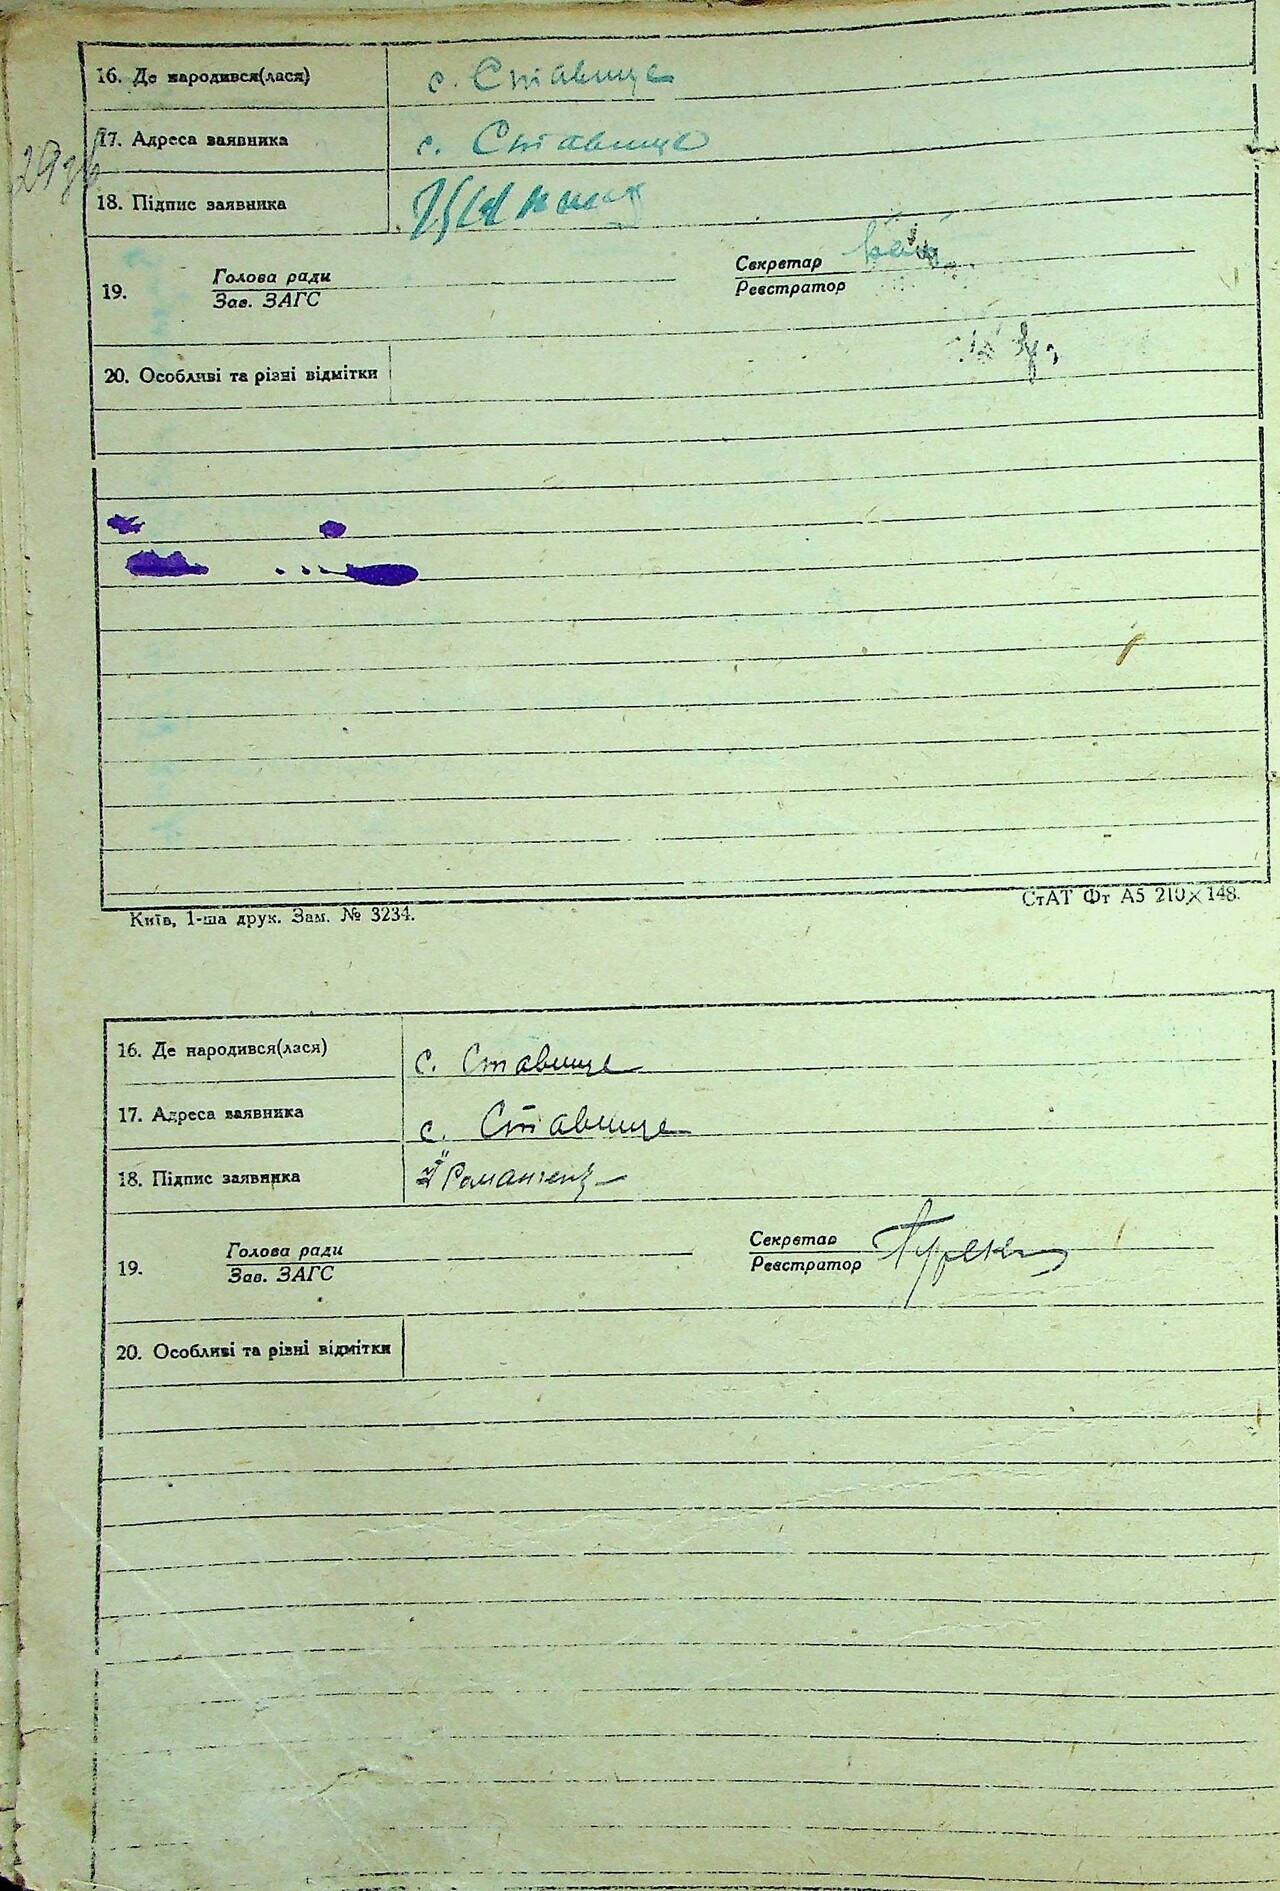 16. Де народився(лася) с. Ставище
17. Адреса заявника с. Ставище
18. Підпис заявника
19. Голова ради Секретар
Зав. ЗАГС Реєстратор
20. Особливі та різні відмітки
Київ, 1-ша друк. Зам. № 3234. СтАТ Фт А5 210×148.
16. Де народився(лася) с. Ставище
17. Адреса заявника с. Ставище
18. Підпис заявника
19. Голова ради Секретар
Зав. ЗАГС Реєстратор
20. Особливі та різні відмітки